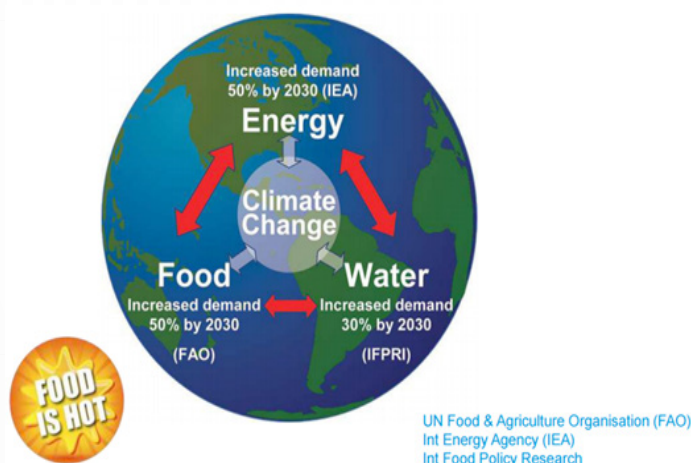 Increased demand
50% by 2030 (IEA)
Energy
Climate
Change
Food
Increased demand
50% by 2030
(FAO)
Water
Increased demand
30% by 2030
(IFPRI)
FOOD
IS HOT
UN Food & Agriculture Organisation (FAO)
Int Energy Agency (IEA)
Int Food Policy Research